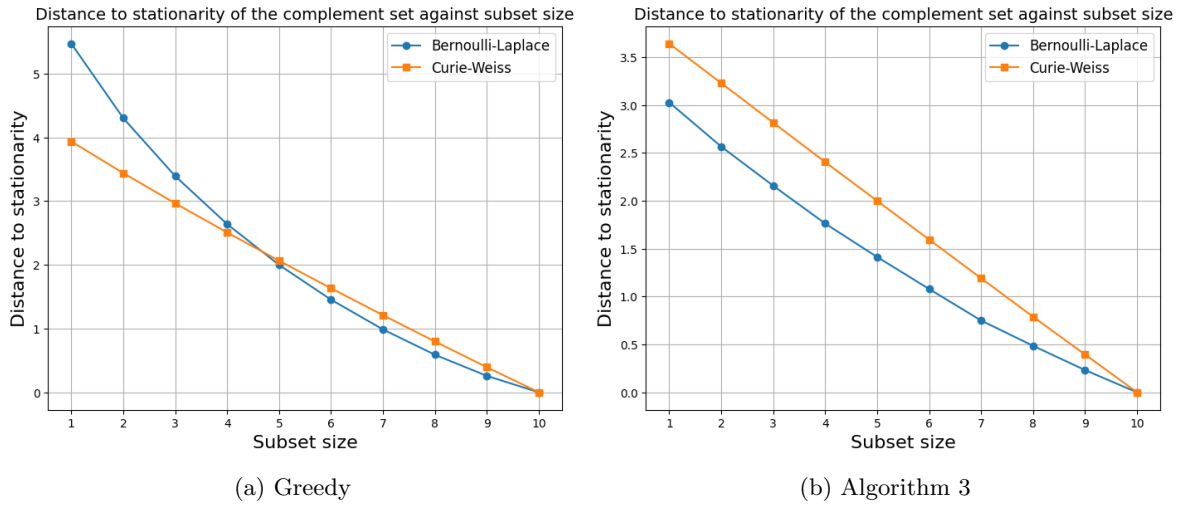 Distance to stationarity of the complement set against subset size
Bernoulli-Laplace
Curie-Weiss
Distance to stationarity
5
4
3
2
1
0
1 2 3 4 5 6 7 8 9 10
Subset size
(a) Greedy
Distance to stationarity of the complement set against subset size
Bernoulli-Laplace
Curie-Weiss
Distance to stationarity
3.5
3.0
2.5
2.0
1.5
1.0
0.5
0.0
1 2 3 4 5 6 7 8 9 10
Subset size
(b) Algorithm 3